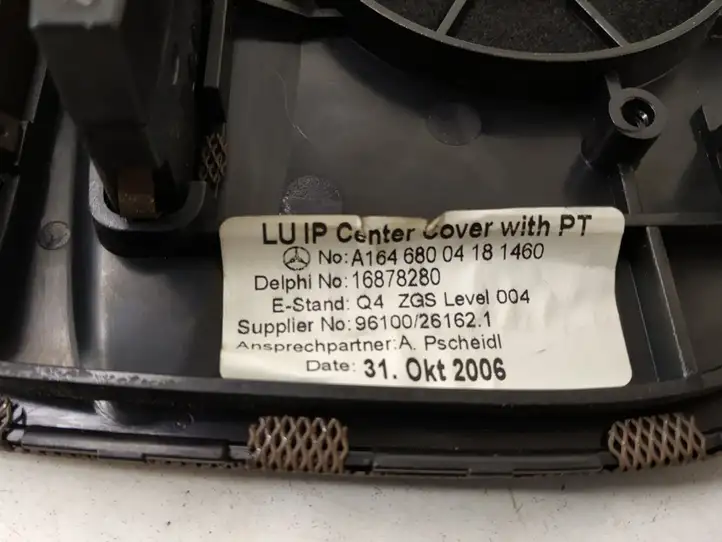 LU IP Center Cover with PT
No: A164 680 04 18 1460
Delphi No: 16878280
E-Stand: Q4 ZGS Level 004
Supplier No: 96100/26162.1
Ansprechpartner: A. Pscheidl
Date: 31. Okt 2006